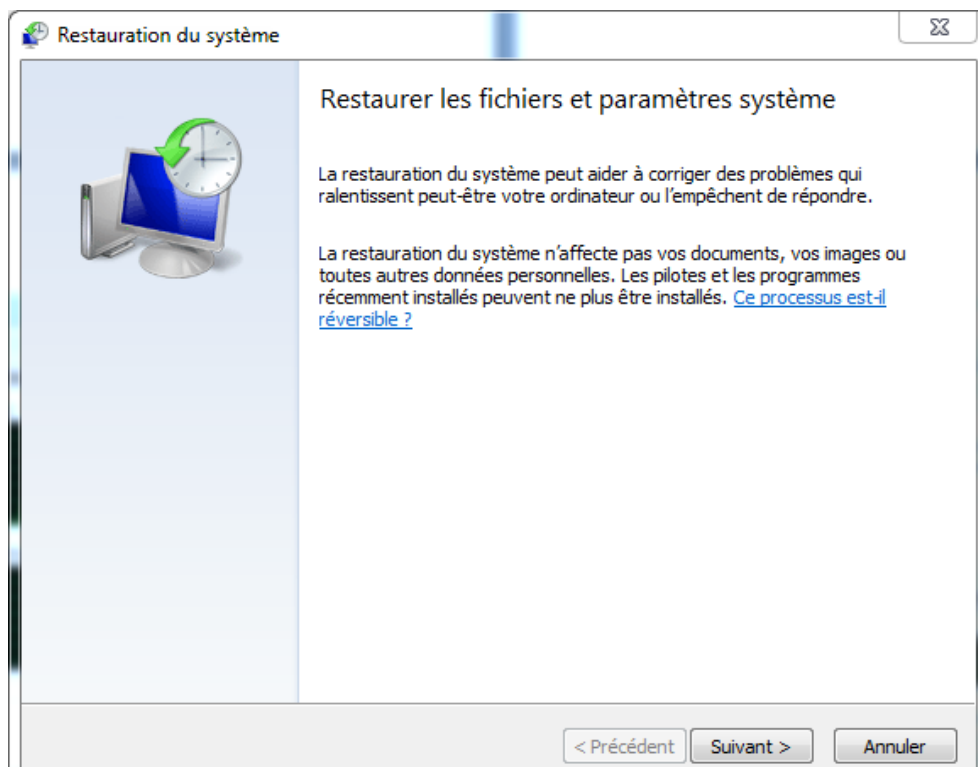 Restauration du système
Restaurer les fichiers et paramètres système
La restauration du système peut aider à corriger des problèmes qui
ralentissent peut-être votre ordinateur ou l’empêchent de répondre.
La restauration du système n’affecte pas vos documents, vos images ou
toutes autres données personnelles. Les pilotes et les programmes
récemment installés peuvent ne plus être installés. Ce processus est-il
réversible ?
< Précédent Suivant > Annuler